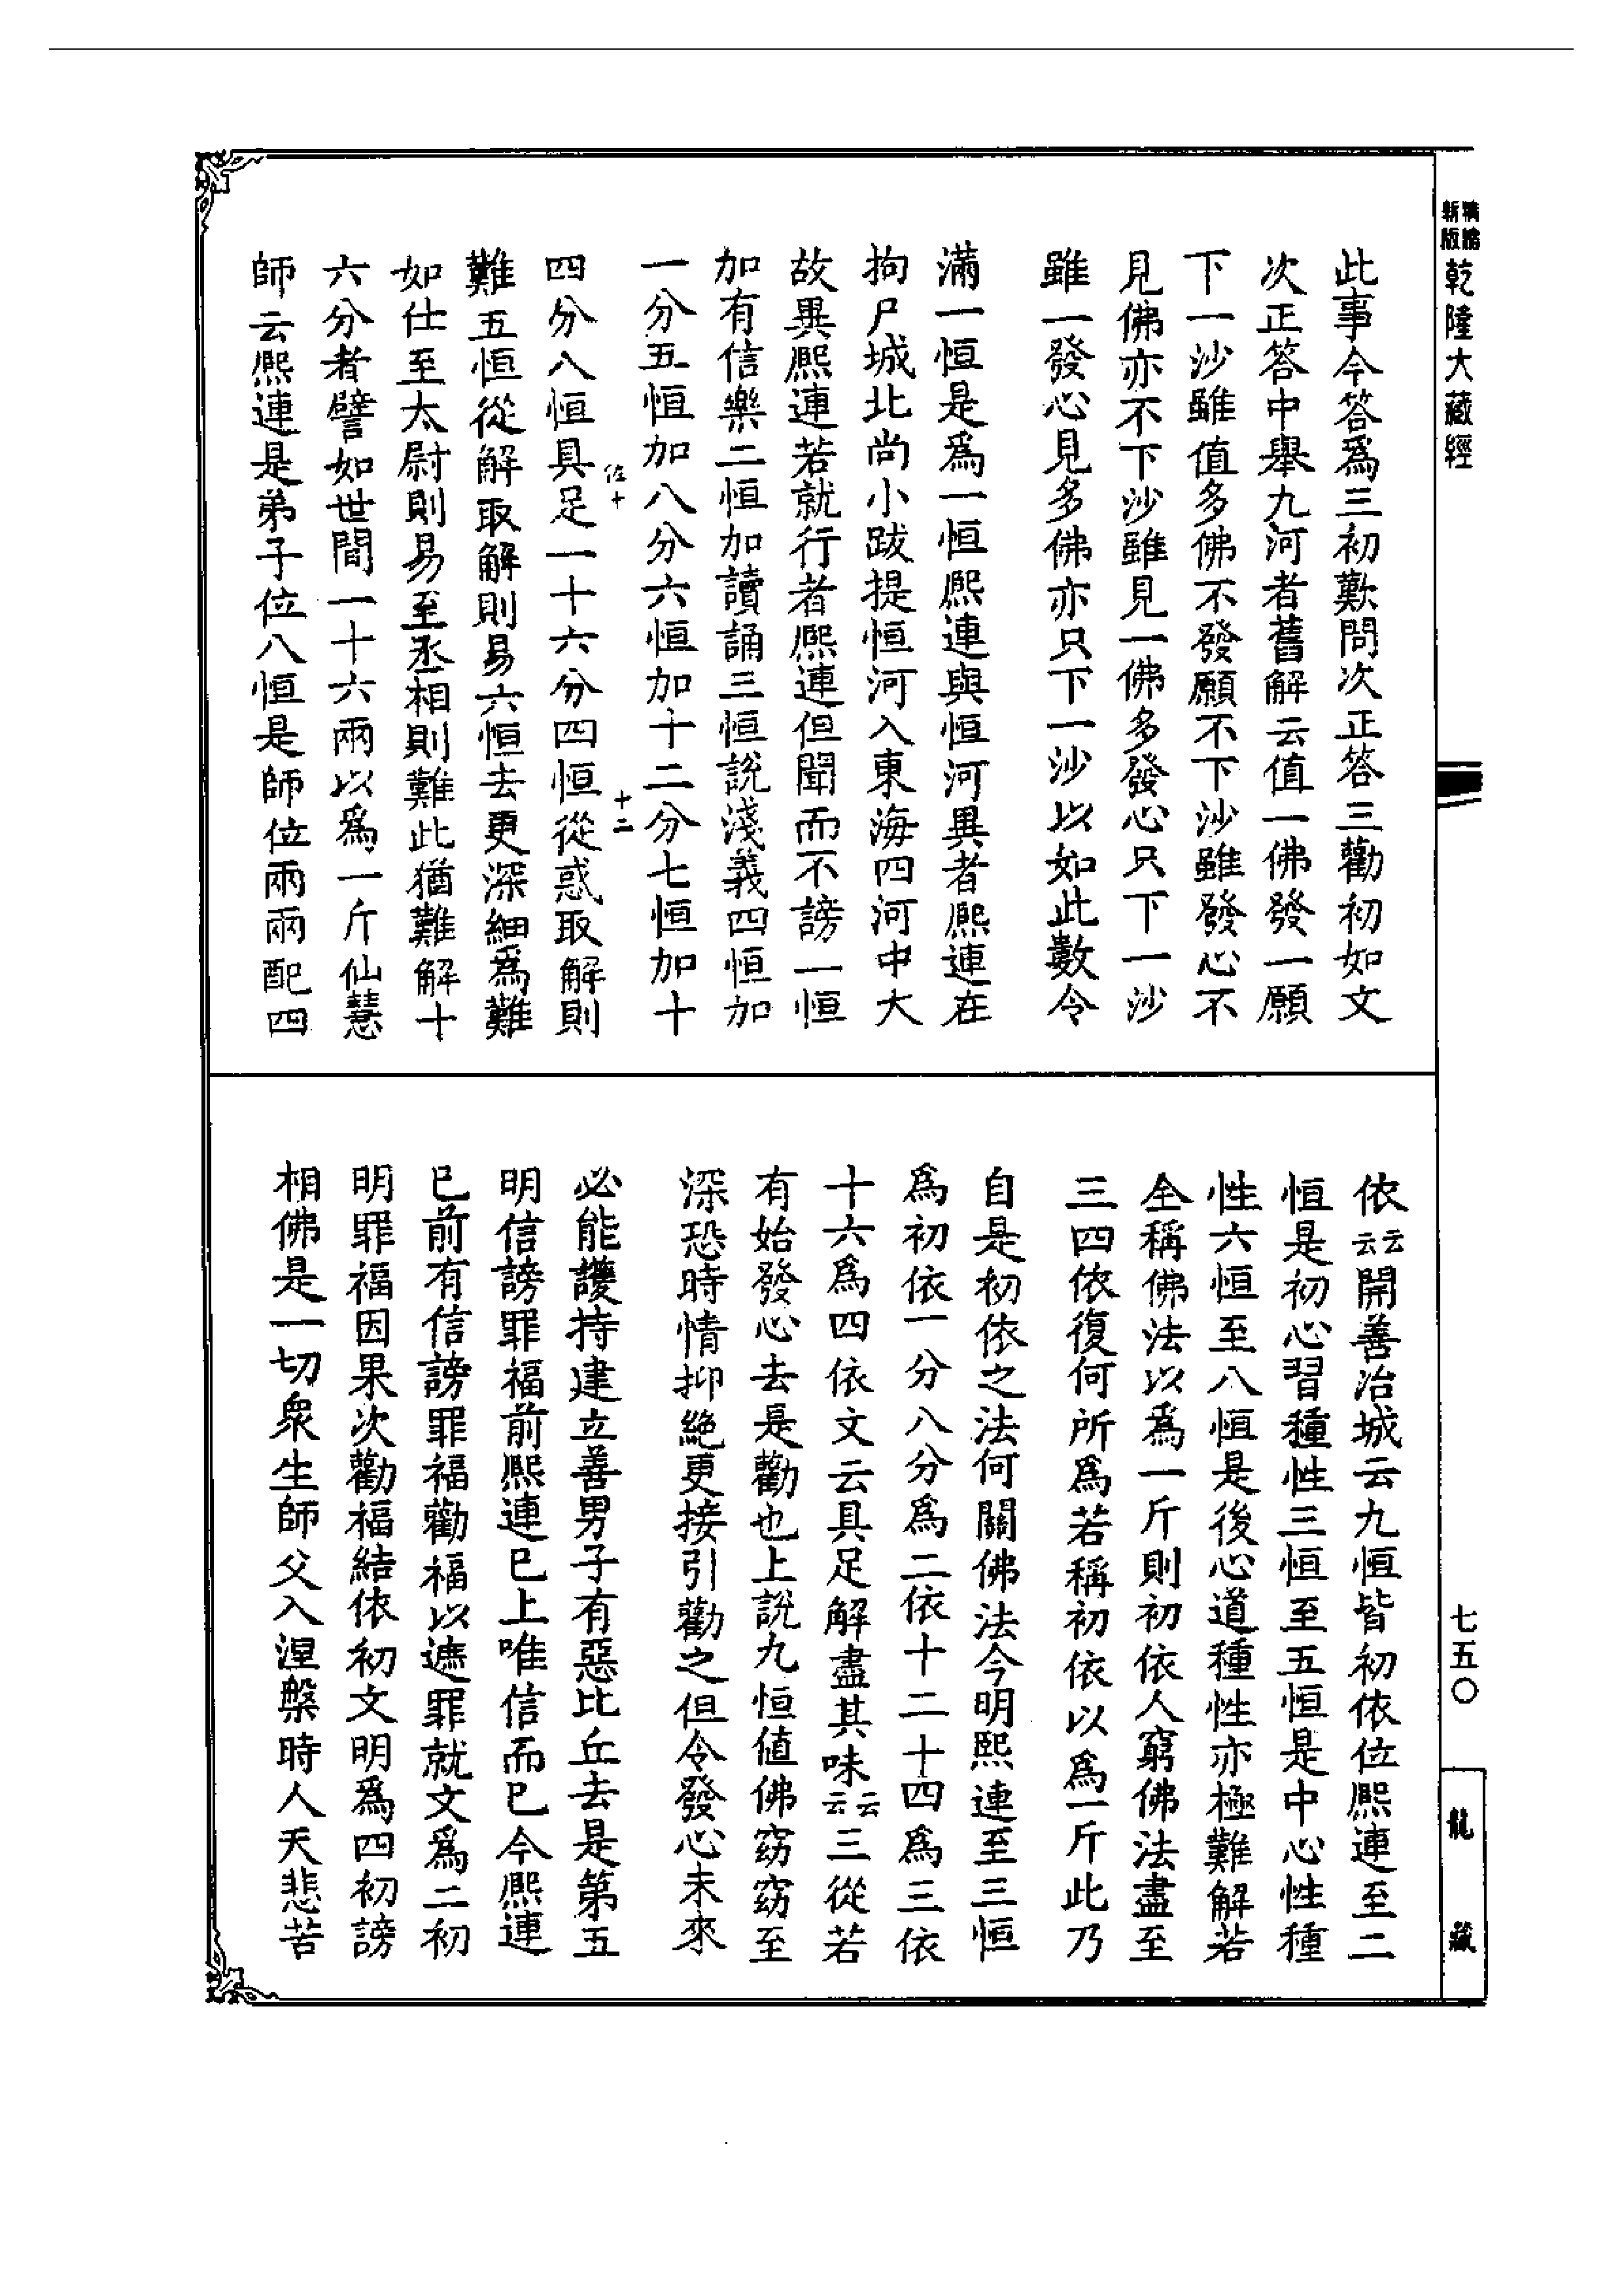 精編新版乾隆大藏經
此事今答爲三初歎問次正答三勸初如文
次正答中舉九河者舊解云值一佛發一願
下一沙雖值多佛不發願不下沙雖發心不
見佛亦不下沙雖見一佛多發心只下一沙
雖一發心見多佛亦只下一沙以如此數令
滿一恒是爲一恒熈連與恒河異者熈連在
拘尸城北尚小跋提恒河入東海四河中大
故異熈連若就行者熈連但聞而不謗一恒
加有信樂二恒加讀誦三恒說淺義四恒加
一分五恒加八分六恒加十二分七恒加十
十二
四分八恒具足一十六分四恒從惑取解則
難五恒從解取解則易六恒去更深細爲難
如仕至太尉則易至丞相則難此猶難解十
六分者譬如世間一十六兩以爲一斤仙慧
師云熈連是弟子位八恒是師位兩兩配四
依云云開善治城云九恒皆初依位熈連至二
恒是初心習種性三恒至五恒是中心性種
性六恒至八恒是後心道種性亦極難解若
全稱佛法以爲一斤則初依人窮佛法盡至
三四依復何所爲若稱初依以爲一斤此乃
自是初依之法何關佛法今明熙連至三恒
爲初依一分八分爲二依十二十四爲三依
十六爲四依文云具足解盡其味云云三從若
有始發心去是勸也上說九恒値佛窈窈至
深恐時情抑絕更接引勸之但令發心未來
必能護持建立善男子有惡比丘去是第五
明信謗罪福前熈連已上唯信而已今熈連
已前有信謗罪福勸福以遮罪就文爲二初
明罪福因果次勸福結依初文明爲四初謗
相佛是一切衆生師父入涅槃時人天悲苦
七五〇
龍藏